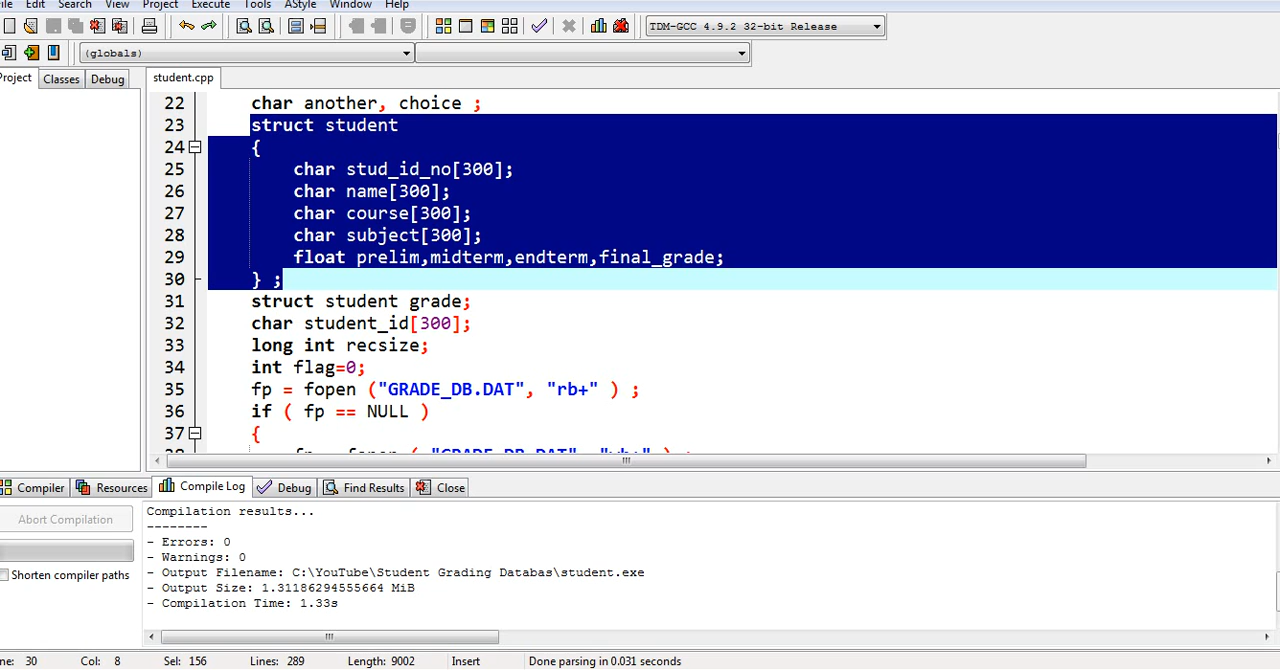 ile Edit Search View Project Execute Tools AStyle Window Help
TDM-GCC 4.9.2 32-bit Release
(globals)
Project Classes Debug student.cpp
22 char another, choice ;
23 struct student
24 {
25 char stud_id_no[300];
26 char name[300];
27 char course[300];
28 char subject[300];
29 float prelim,midterm,endterm,final_grade;
30 } ;
31 struct student grade;
32 char student_id[300];
33 long int recsize;
34 int flag=0;
35 fp = fopen ("GRADE_DB.DAT", "rb+" ) ;
36 if ( fp == NULL )
37 {
Compiler Resources Compile Log Debug Find Results Close
Abort Compilation
Shorten compiler paths
Compilation results...
--------
- Errors: 0
- Warnings: 0
- Output Filename: C:\YouTube\Student Grading Databas\student.exe
- Output Size: 1.31186294555664 MiB
- Compilation Time: 1.33s
ne: 30 Col: 8 Sel: 156 Lines: 289 Length: 9002 Insert Done parsing in 0.031 seconds